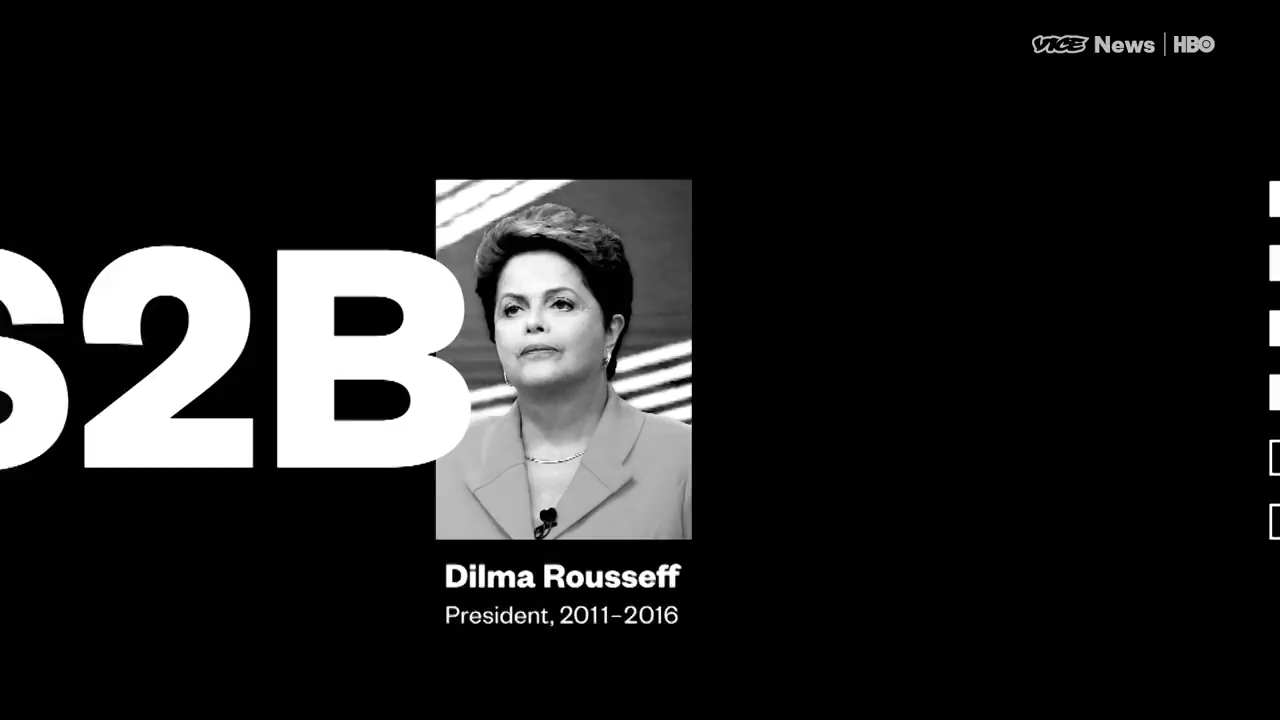 VICE News | HBO
$2B
Dilma Rousseff
President, 2011–2016